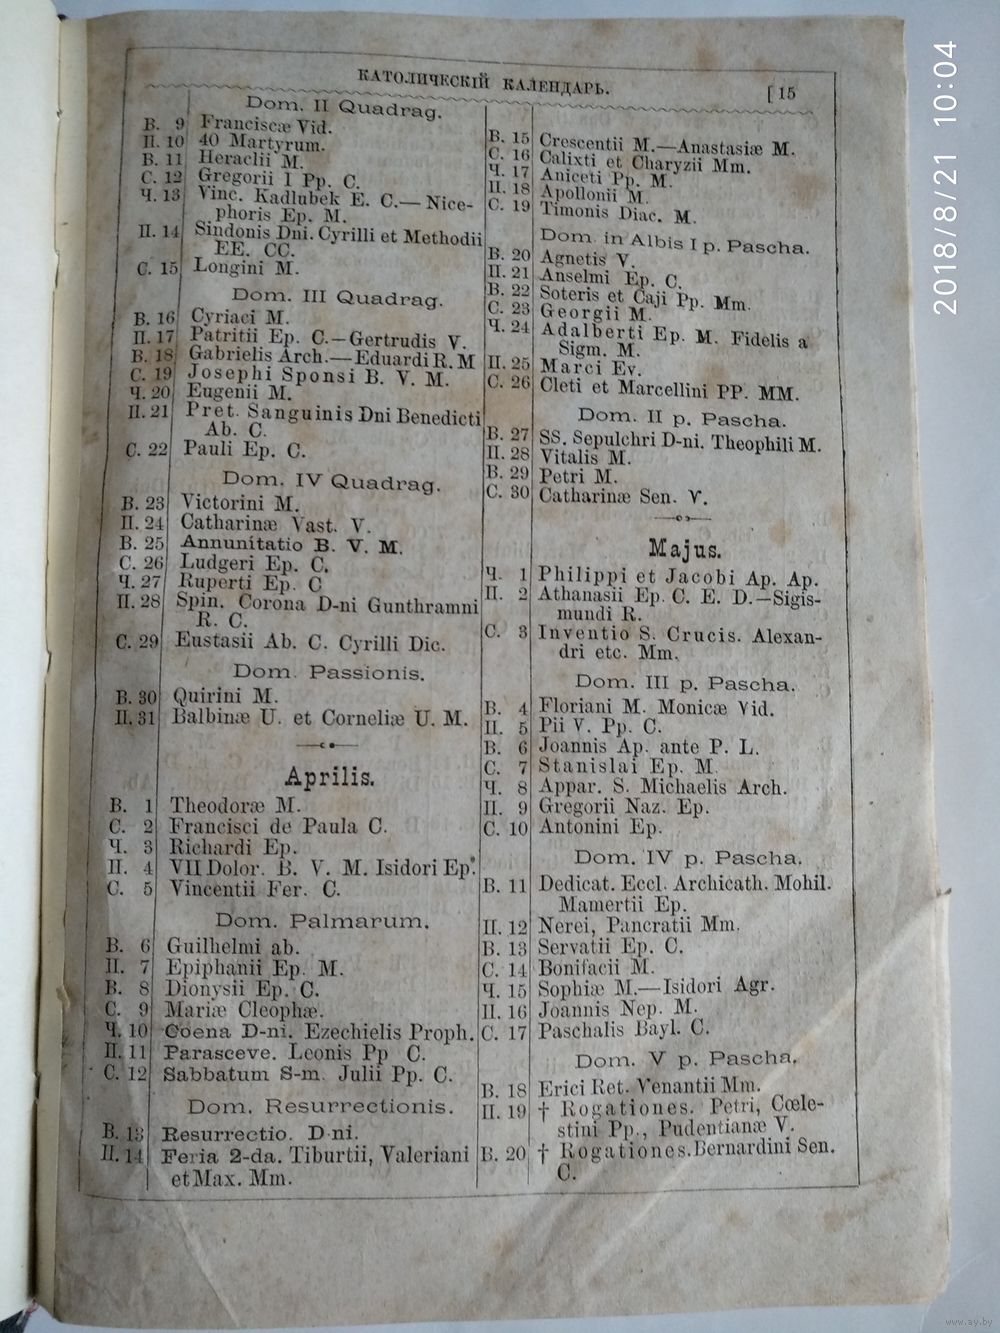 КАТОЛИЧЕСКІЙ КАЛЕНДАРЬ. [ 15
Dom. II Quadrag.
В. 9 Franciscæ Vid.
П. 10 40 Martyrum.
В. 11 Heraclii M.
С. 12 Gregorii I Pp. C.
Ч. 13 Vinc. Kadlubek E. C.— Nice-
phoris Ep. M.
П. 14 Sindonis Dni. Cyrilli et Methodii
EE. CC.
С. 15 Longini M.
Dom. III Quadrag.
В. 16 Cyriaci M.
П. 17 Patritii Ep. C.—Gertrudis V.
В. 18 Gabrielis Arch.—Eduardi R. M
С. 19 Josephi Sponsi B. V. M.
Ч. 20 Eugenii M.
П. 21 Pret. Sanguinis Dni Benedicti
Ab. C.
С. 22 Pauli Ep. C.
Dom. IV Quadrag.
В. 23 Victorini M.
П. 24 Catharinæ Vast. V.
В. 25 Annunitatio B. V. M.
С. 26 Ludgeri Ep. C.
Ч. 27 Ruperti Ep. C
П. 28 Spin. Corona D-ni Gunthramni
R. C.
С. 29 Eustasii Ab. C. Cyrilli Dic.
Dom. Passionis.
В. 30 Quirini M.
П. 31 Balbinæ U. et Corneliæ U. M.
Aprilis.
В. 1 Theodoræ M.
С. 2 Francisci de Paula C.
Ч. 3 Richardi Ep.
П. 4 VII Dolor. B. V. M. Isidori Ep.
С. 5 Vincentii Fer. C.
Dom. Palmarum.
В. 6 Guilhelmi ab.
П. 7 Epiphanii Ep. M.
В. 8 Dionysii Ep. C.
С. 9 Mariæ Cleophæ.
Ч. 10 Coena D-ni. Ezechielis Proph.
П. 11 Parasceve. Leonis Pp C.
С. 12 Sabbatum S-m. Julii Pp. C.
Dom. Resurrectionis.
В. 13 Resurrectio. D-ni.
П. 14 Feria 2-da. Tiburtii, Valeriani
et Max. Mm.
В. 15 Crescentii M.—Anastasiæ M.
С. 16 Calixti et Charyzii Mm.
Ч. 17 Aniceti Pp. M.
П. 18 Apollonii M.
С. 19 Timonis Diac. M.
Dom. in Albis I p. Pascha.
В. 20 Agnetis V.
П. 21 Anselmi Ep. C.
В. 22 Soteris et Caji Pp. Mm.
С. 23 Georgii M.
Ч. 24 Adalberti Ep. M. Fidelis a
Sigm. M.
П. 25 Marci Ev.
С. 26 Cleti et Marcellini PP. MM.
Dom. II p. Pascha.
В. 27 SS. Sepulchri D-ni. Theophili M.
П. 28 Vitalis M.
В. 29 Petri M.
С. 30 Catharinæ Sen. V.
Majus.
Ч. 1 Philippi et Jacobi Ap. Ap.
П. 2 Athanasii Ep. C. E. D.—Sigis-
mundi R.
С. 3 Inventio S. Crucis. Alexan-
dri etc. Mm.
Dom. III p. Pascha.
В. 4 Floriani M. Monicæ Vid.
П. 5 Pii V. Pp. C.
В. 6 Joannis Ap. ante P. L.
С. 7 Stanislai Ep. M
Ч. 8 Appar. S. Michaelis Arch.
П. 9 Gregorii Naz. Ep.
С. 10 Antonini Ep.
Dom. IV p. Pascha.
В. 11 Dedicat. Eccl. Archicath. Mohil.
Mamertii Ep.
П. 12 Nerei, Pancratii Mm.
В. 13 Servatii Ep. C.
С. 14 Bonifacii M.
Ч. 15 Sophiæ M.—Isidori Agr.
П. 16 Joannis Nep. M.
С. 17 Paschalis Bayl. C.
Dom. V p. Pascha.
В. 18 Erici Ret. Venantii Mm.
П. 19 † Rogationes. Petri, Cœle-
stini Pp., Pudentianæ V.
В. 20 † Rogationes. Bernardini Sen.
C.
2018/8/21 10:04
www.ay.by